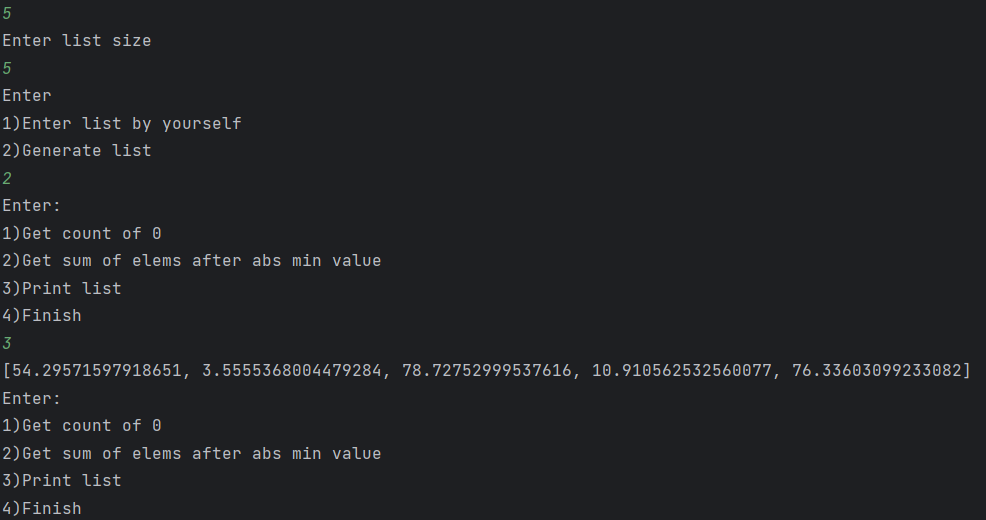 5
Enter list size
5
Enter
1)Enter list by yourself
2)Generate list
2
Enter:
1)Get count of 0
2)Get sum of elems after abs min value
3)Print list
4)Finish
3
[54.29571597918651, 3.5555368004479284, 78.72752999537616, 10.910562532560077, 76.33603099233082]
Enter:
1)Get count of 0
2)Get sum of elems after abs min value
3)Print list
4)Finish